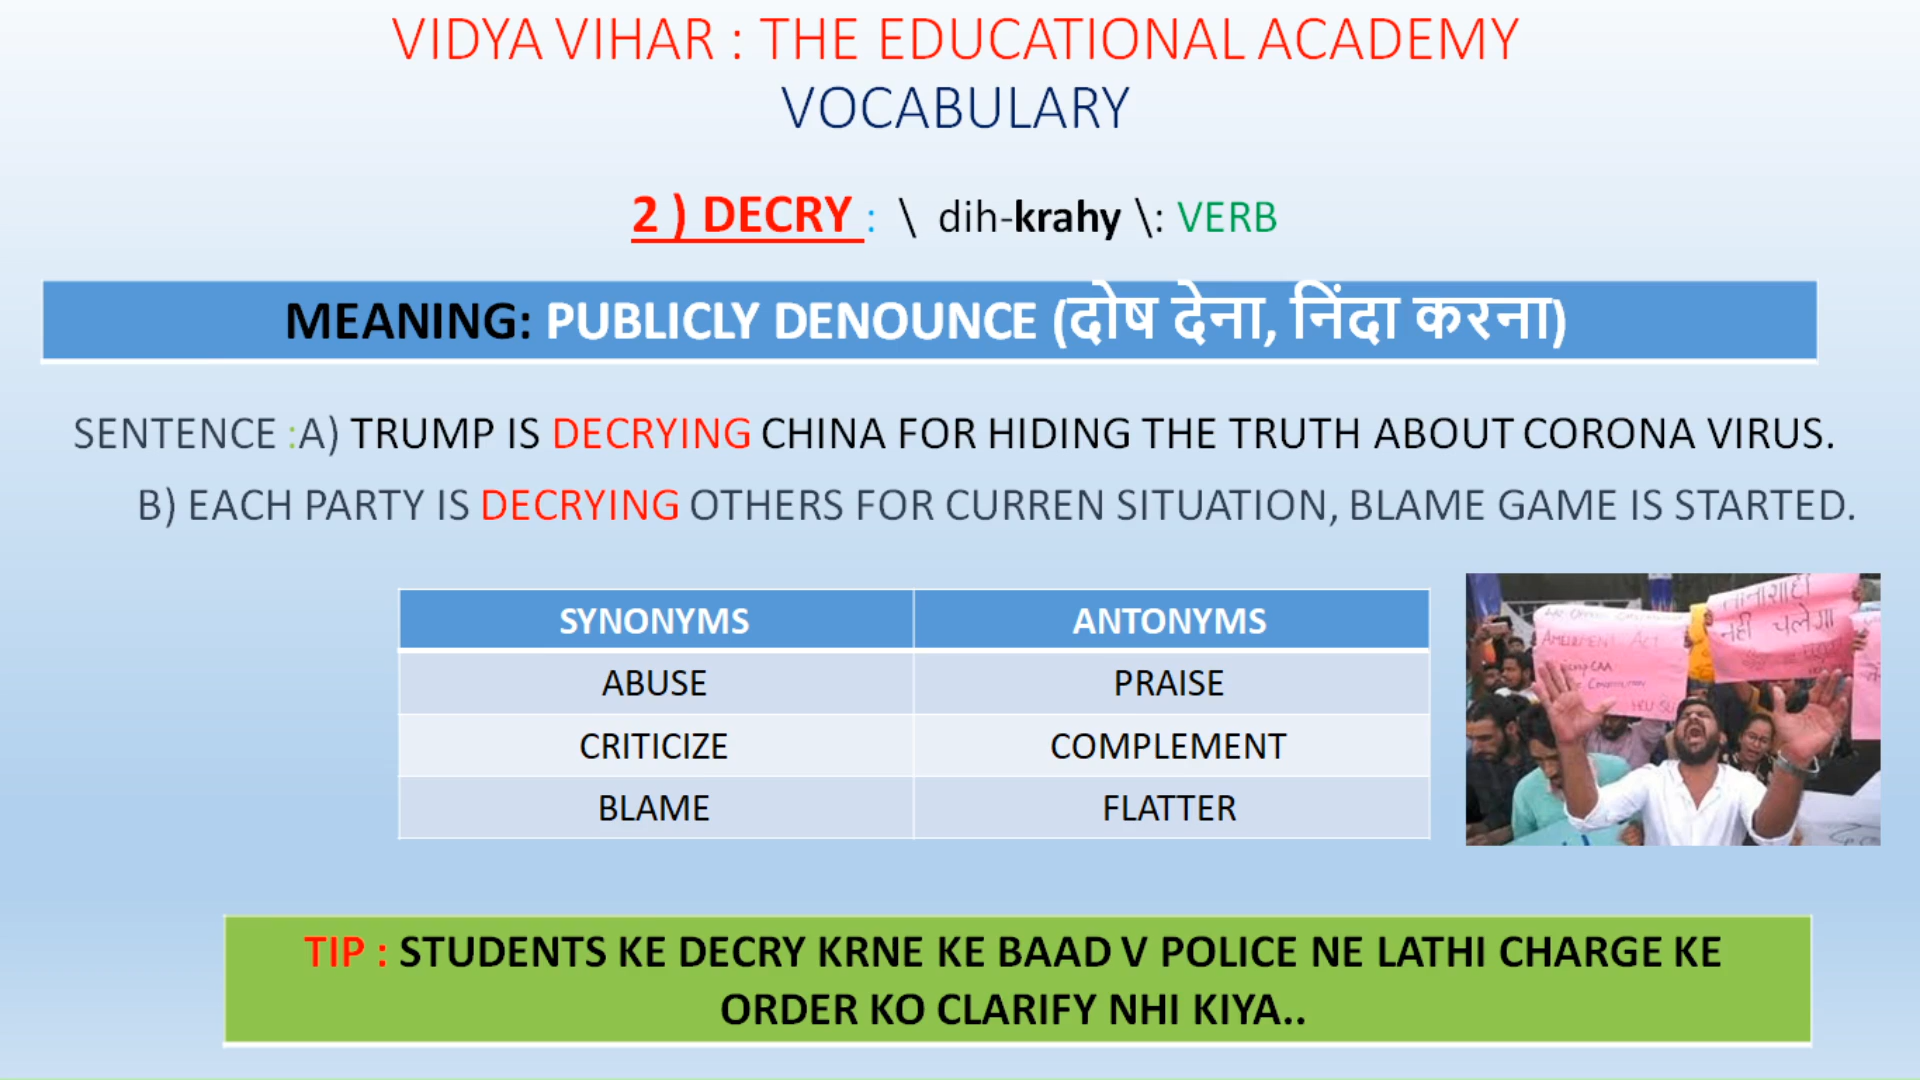 VIDYA VIHAR : THE EDUCATIONAL ACADEMY
VOCABULARY
2 ) DECRY : \ dih-krahy \: VERB
MEANING: PUBLICLY DENOUNCE (दोष देना, निंदा करना)
SENTENCE :A) TRUMP IS DECRYING CHINA FOR HIDING THE TRUTH ABOUT CORONA VIRUS.
B) EACH PARTY IS DECRYING OTHERS FOR CURREN SITUATION, BLAME GAME IS STARTED.
SYNONYMS ANTONYMS
ABUSE PRAISE
CRITICIZE COMPLEMENT
BLAME FLATTER
AMENDMENT ACT
CAA
तानाशाही
नही चलेगा
TIP : STUDENTS KE DECRY KRNE KE BAAD V POLICE NE LATHI CHARGE KE
ORDER KO CLARIFY NHI KIYA..